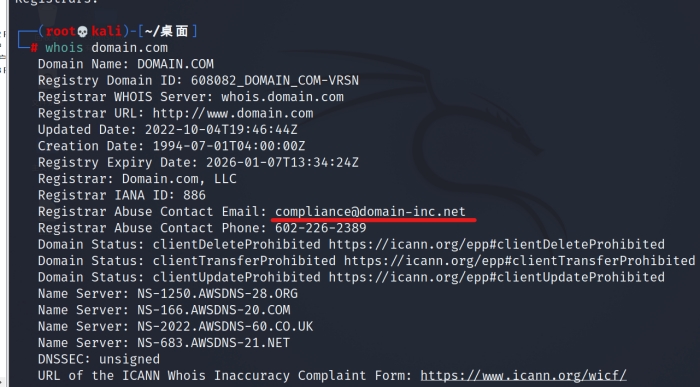 ┌──(root💀kali)-[~/桌面]
└─# whois domain.com
Domain Name: DOMAIN.COM
Registry Domain ID: 608082_DOMAIN_COM-VRSN
Registrar WHOIS Server: whois.domain.com
Registrar URL: http://www.domain.com
Updated Date: 2022-10-04T19:46:44Z
Creation Date: 1994-07-01T04:00:00Z
Registry Expiry Date: 2026-01-07T13:34:24Z
Registrar: Domain.com, LLC
Registrar IANA ID: 886
Registrar Abuse Contact Email: compliance@domain-inc.net
Registrar Abuse Contact Phone: 602-226-2389
Domain Status: clientDeleteProhibited https://icann.org/epp#clientDeleteProhibited
Domain Status: clientTransferProhibited https://icann.org/epp#clientTransferProhibited
Domain Status: clientUpdateProhibited https://icann.org/epp#clientUpdateProhibited
Name Server: NS-1250.AWSDNS-28.ORG
Name Server: NS-166.AWSDNS-20.COM
Name Server: NS-2022.AWSDNS-60.CO.UK
Name Server: NS-683.AWSDNS-21.NET
DNSSEC: unsigned
URL of the ICANN Whois Inaccuracy Complaint Form: https://www.icann.org/wicf/